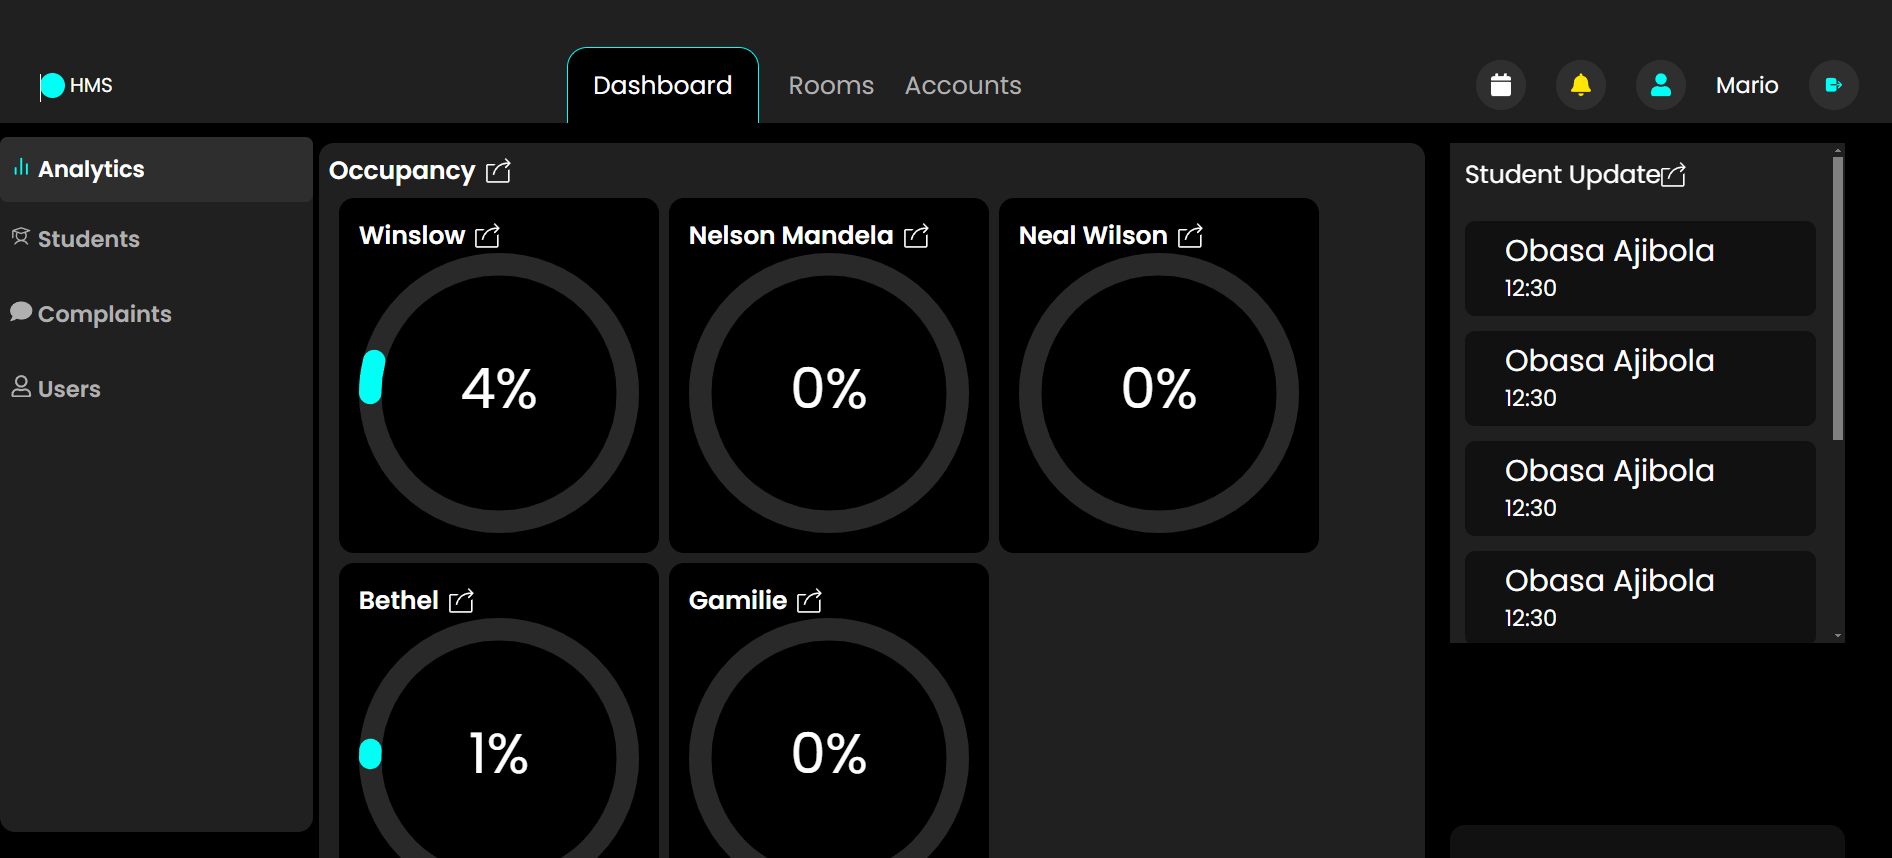 HMS
Dashboard
Rooms
Accounts
Mario
Analytics
Students
Complaints
Users
Occupancy
Winslow
4%
Nelson Mandela
0%
Neal Wilson
0%
Bethel
1%
Gamilie
0%
Student Update
Obasa Ajibola
12:30
Obasa Ajibola
12:30
Obasa Ajibola
12:30
Obasa Ajibola
12:30